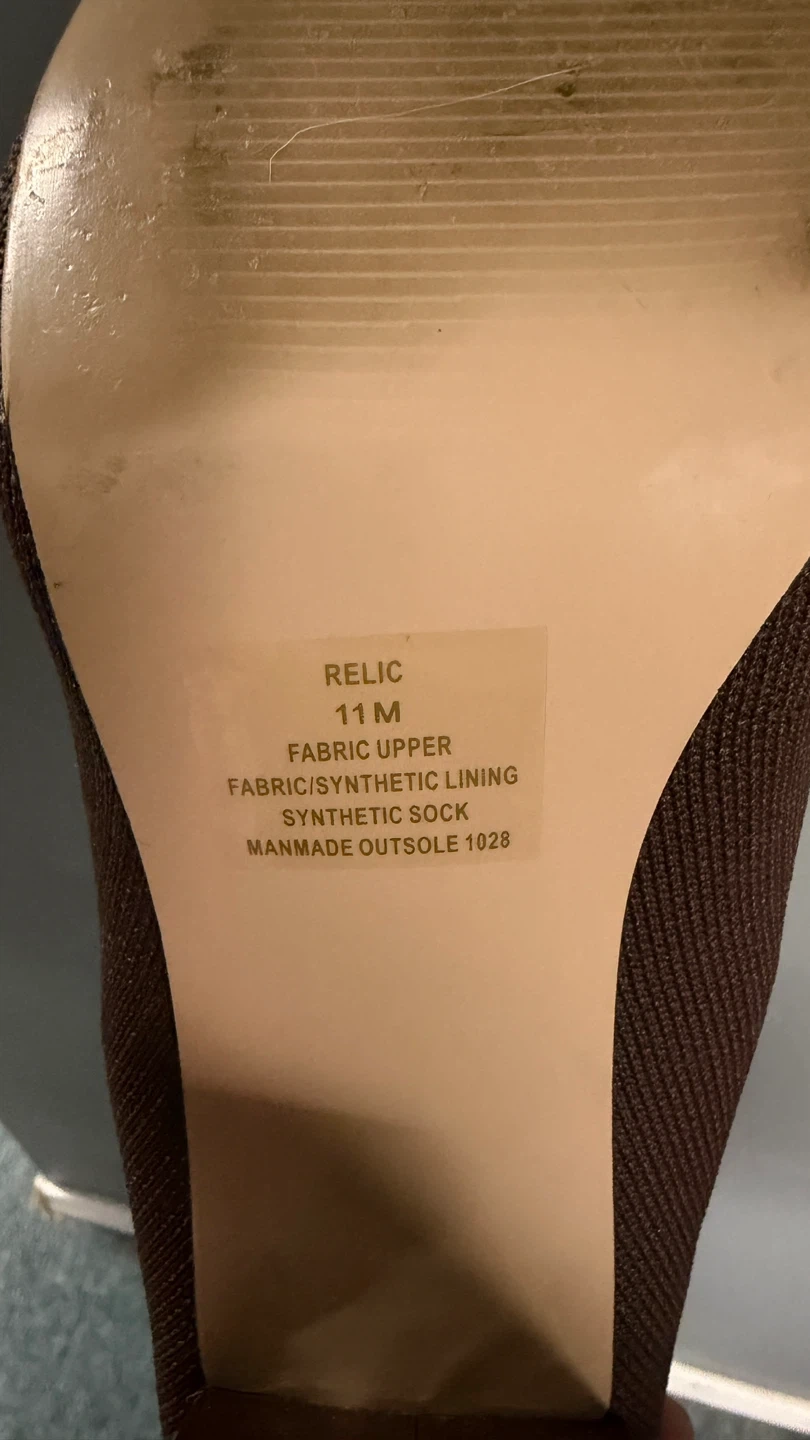 RELIC
11 M
FABRIC UPPER
FABRIC/SYNTHETIC LINING
SYNTHETIC SOCK
MANMADE OUTSOLE 1028